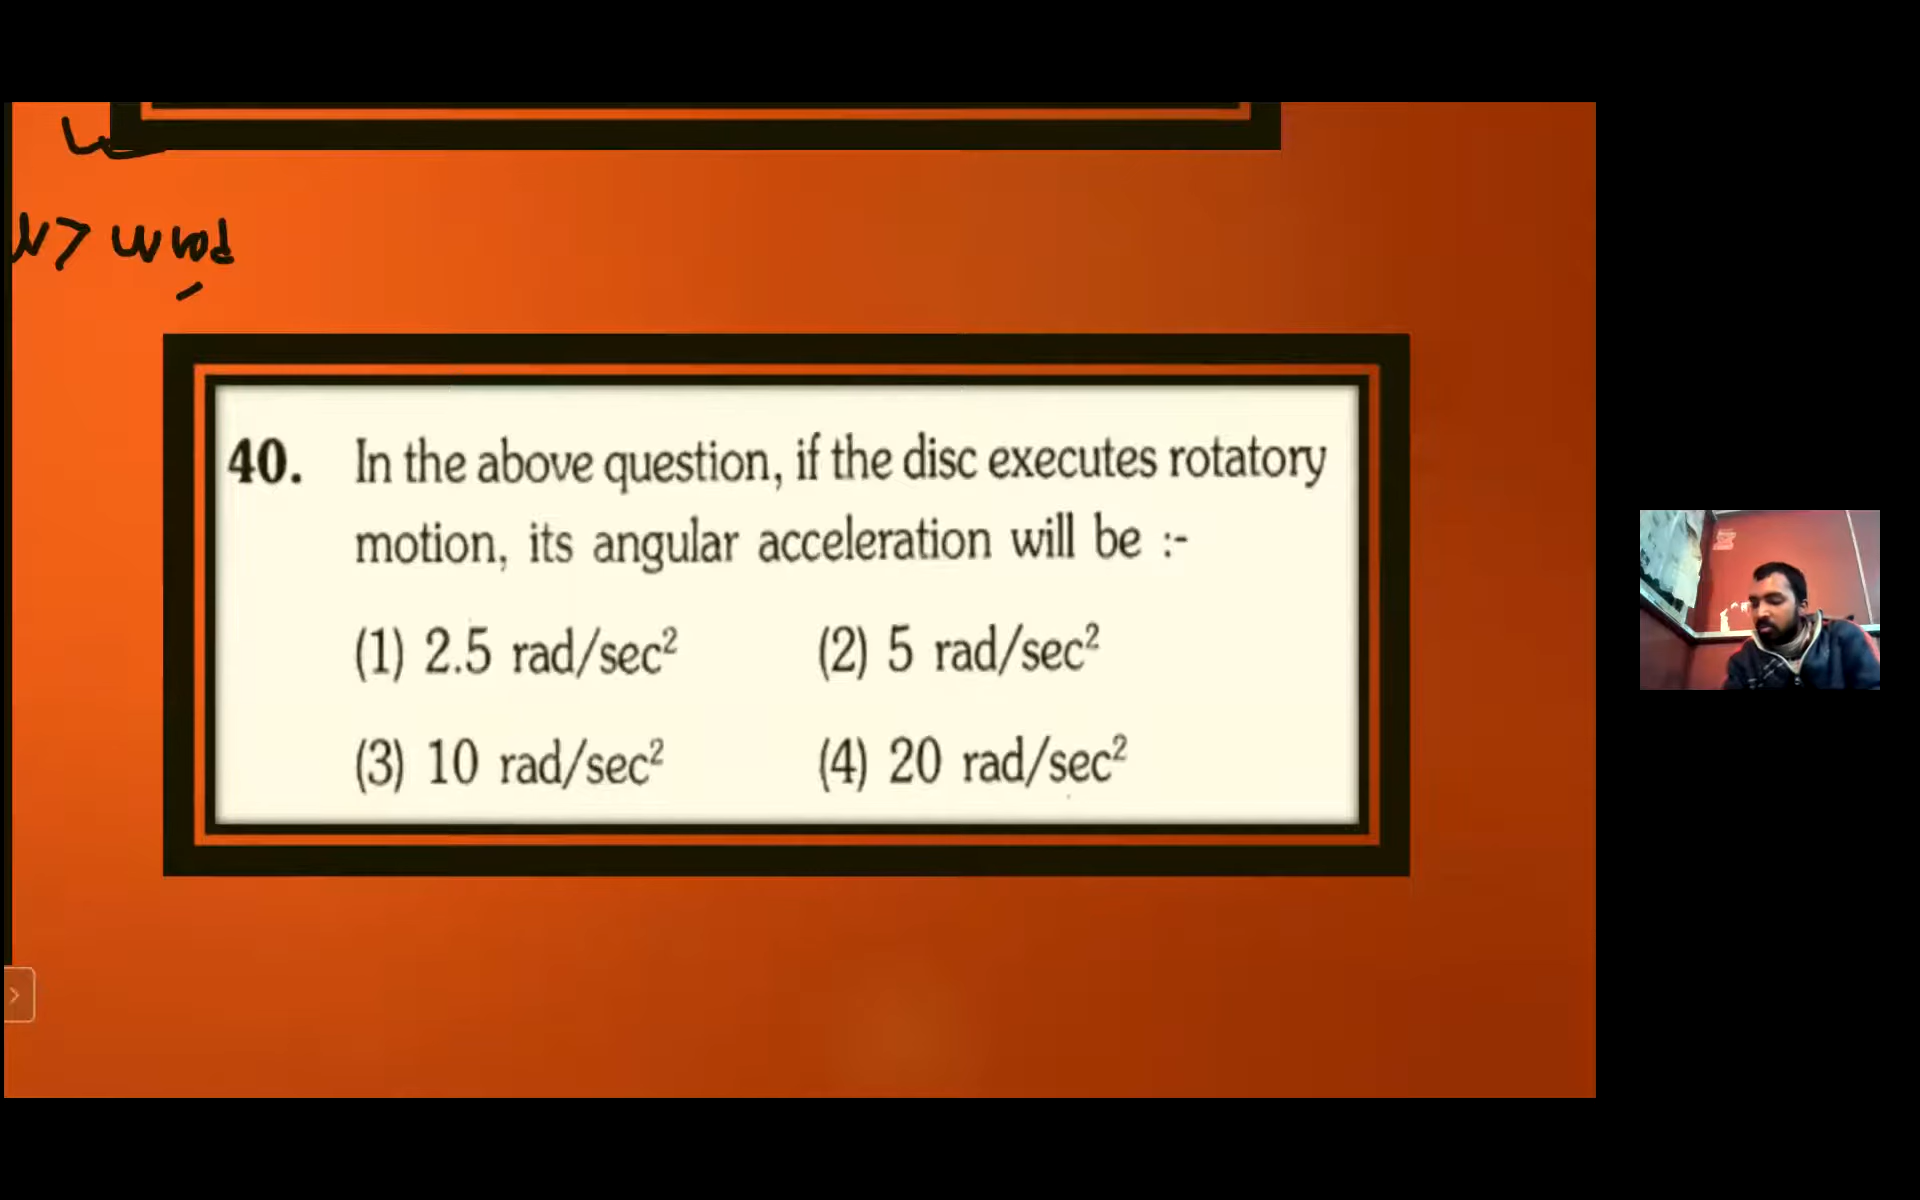 > W rod
40. In the above question, if the disc executes rotatory
motion, its angular acceleration will be :-
(1) 2.5 rad/sec² (2) 5 rad/sec²
(3) 10 rad/sec² (4) 20 rad/sec²